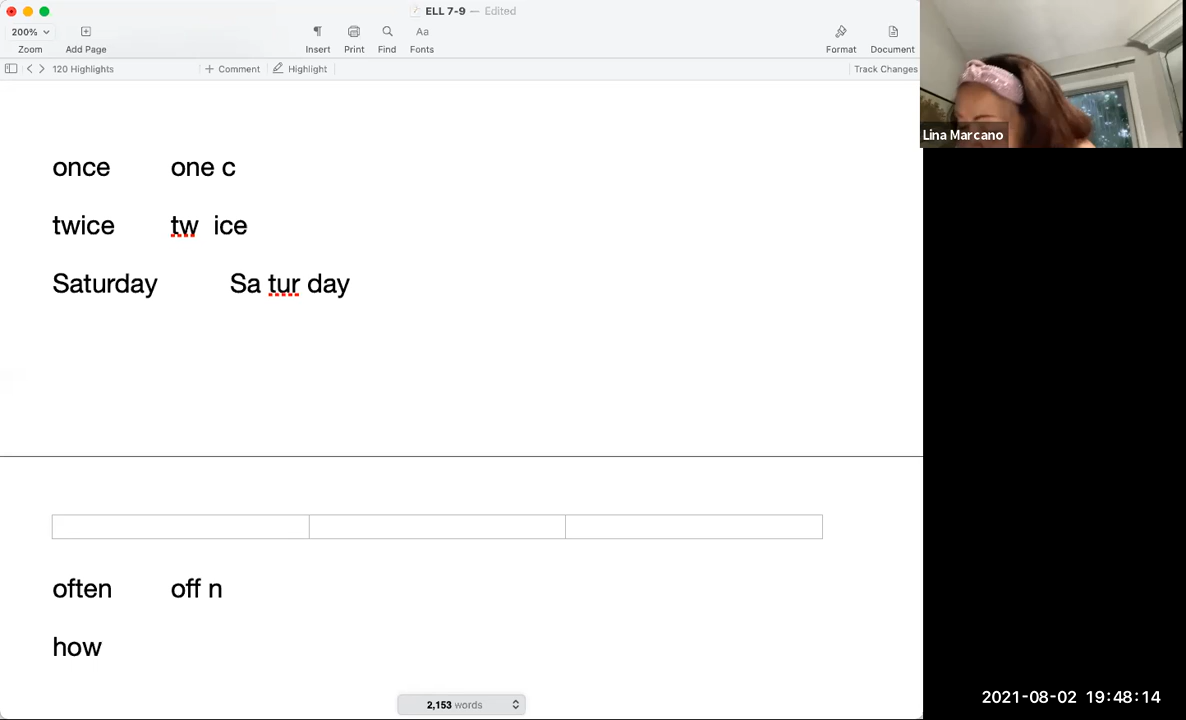 ELL 7-9 — Edited
200%
Zoom Add Page Insert Print Find Fonts Format Document
120 Highlights + Comment Highlight Track Changes
once one c
twice tw ice
Saturday Sa tur day
often off n
how
2,153 words
Lina Marcano
2021-08-02 19:48:14